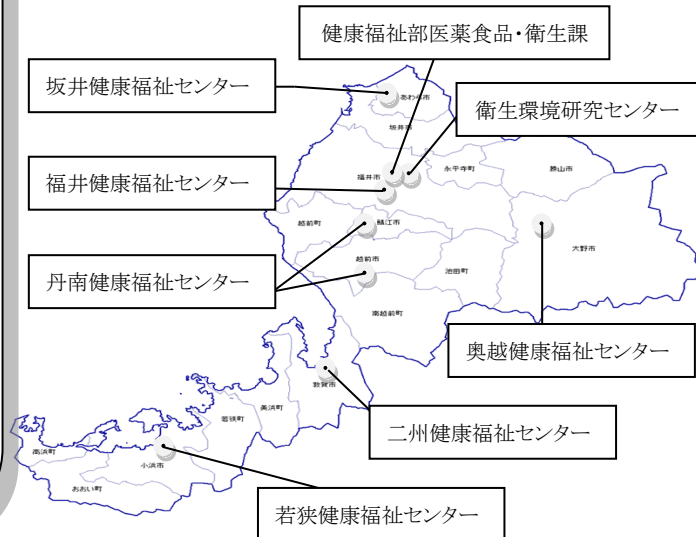 健康福祉部医薬食品・衛生課
坂井健康福祉センター
衛生環境研究センター
福井健康福祉センター
丹南健康福祉センター
奥越健康福祉センター
二州健康福祉センター
若狭健康福祉センター
あわら市
坂井市
福井市
永平寺町
勝山市
越前町
鯖江市
大野市
越前市
池田町
南越前町
敦賀市
美浜町
若狭町
高浜町
小浜市
おおい町